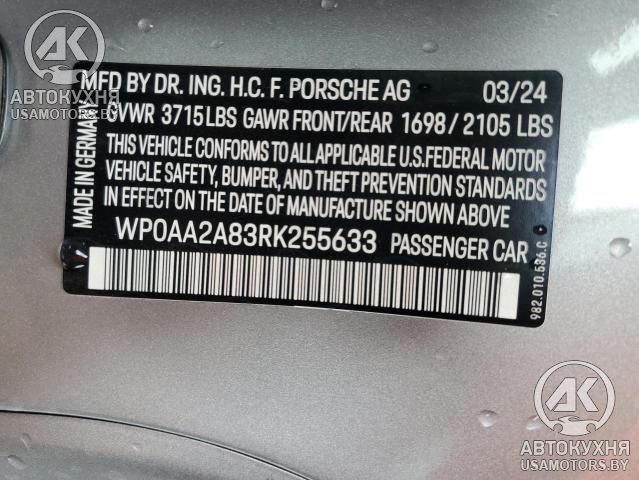 AK
АВТОКУХНЯ
USAMOTORS.BY
MFD BY DR. ING. H.C. F. PORSCHE AG 03/24
GVWR 3715LBS GAWR FRONT/REAR 1698 / 2105 LBS
THIS VEHICLE CONFORMS TO ALL APPLICABLE U.S.FEDERAL MOTOR
VEHICLE SAFETY, BUMPER, AND THEFT PREVENTION STANDARDS
IN EFFECT ON THE DATE OF MANUFACTURE SHOWN ABOVE
WP0AA2A83RK255633 PASSENGER CAR
MADE IN GERMANY
982.010.536.C
AK
АВТОКУХНЯ
USAMOTORS.BY